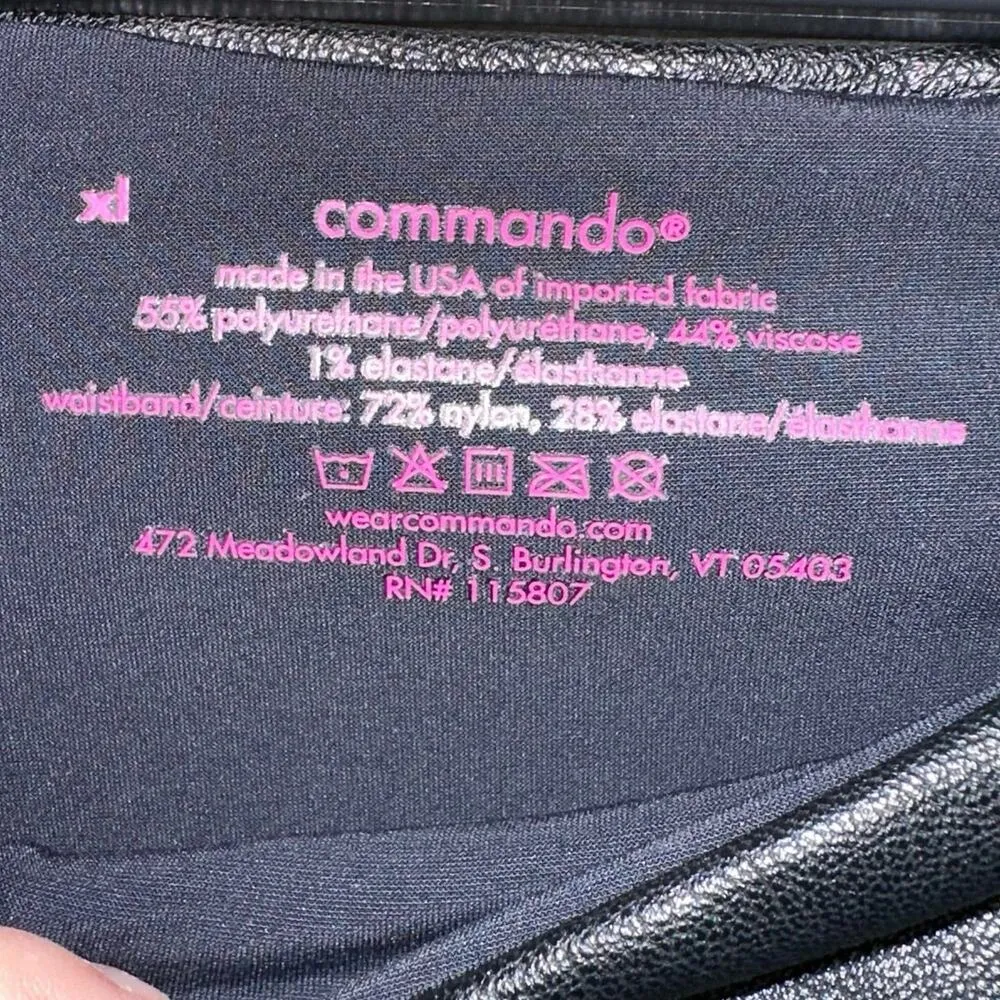 xl
commando®
made in the USA of imported fabric
55% polyurethane/polyuréthane, 44% viscose
1% elastane/élasthanne
waistband/ceinture: 72% nylon, 28% elastane/élasthanne
wearcommando.com
472 Meadowland Dr, S. Burlington, VT 05403
RN# 115807